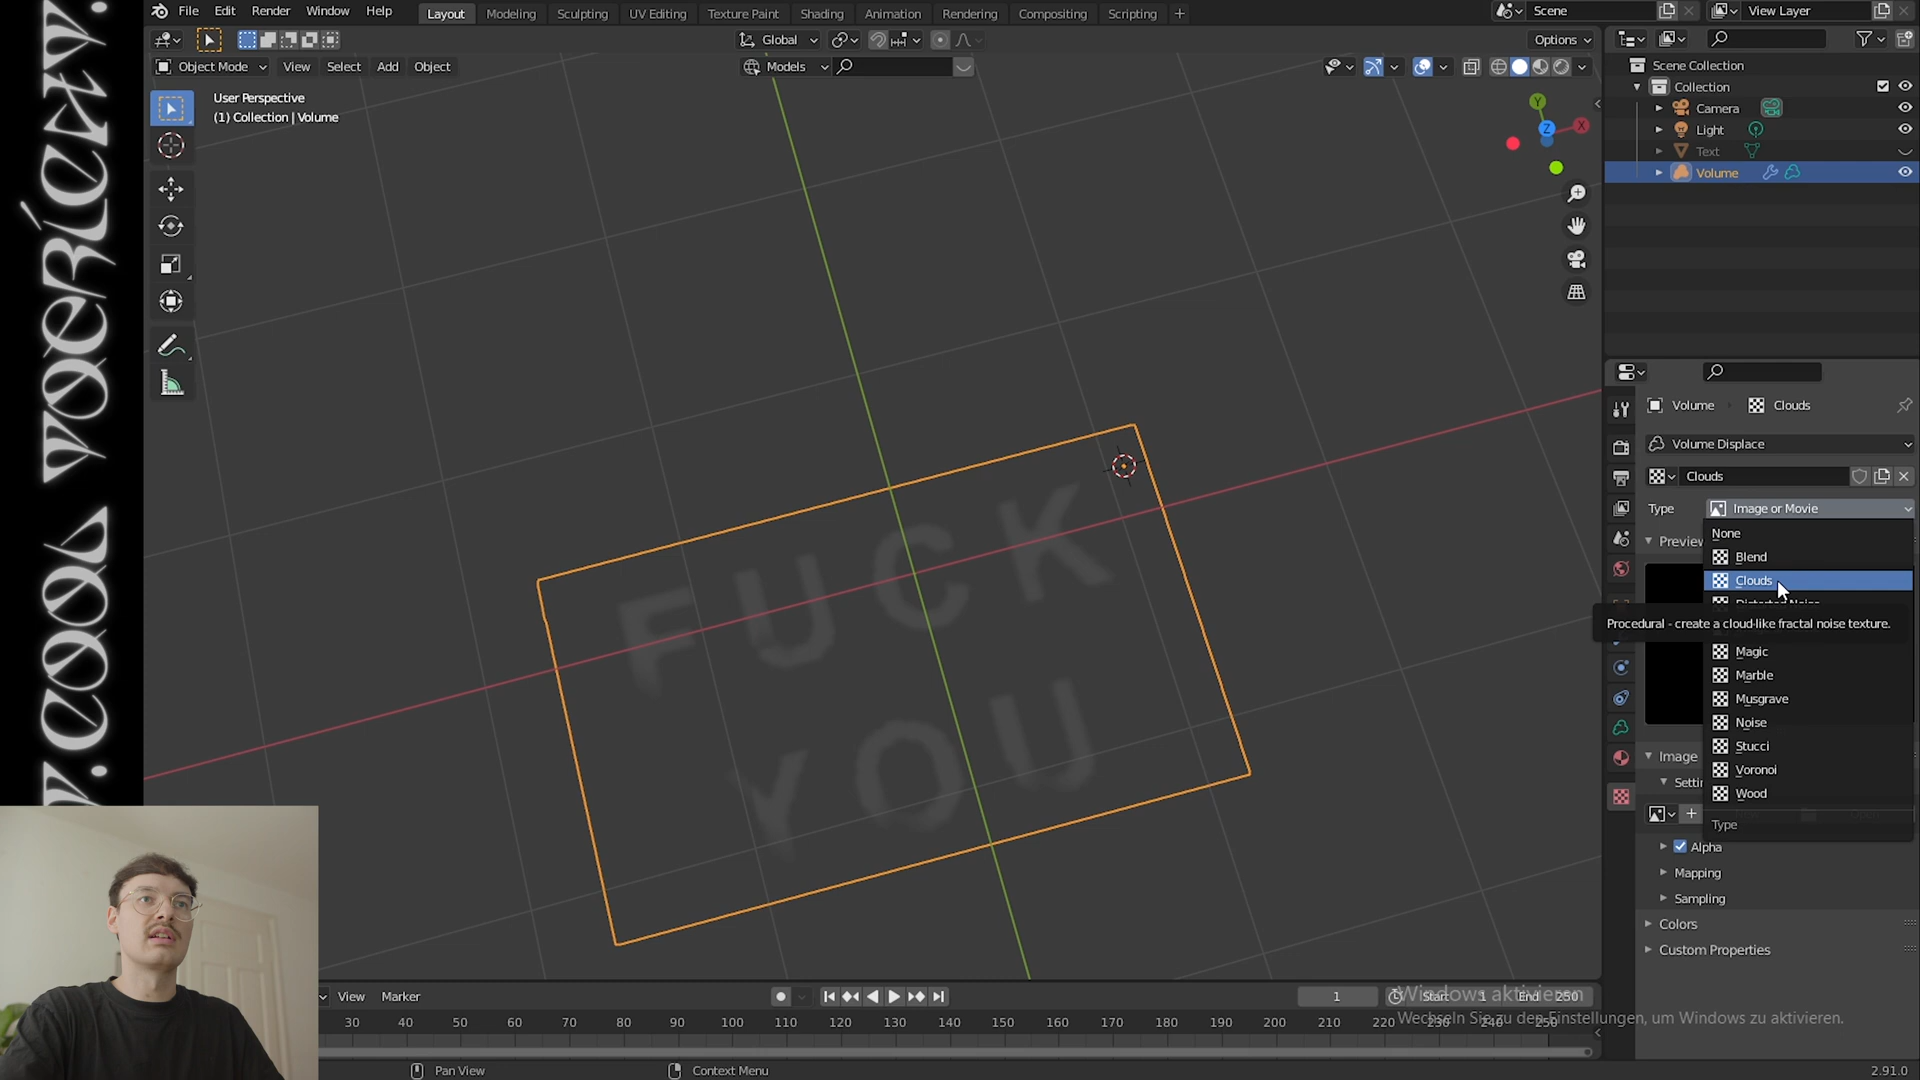 File Edit Render Window Help Layout Modeling Sculpting UV Editing Texture Paint Shading Animation Rendering Compositing Scripting + Scene View Layer
Global Options
Object Mode View Select Add Object Models
User Perspective
(1) Collection | Volume
Scene Collection
Collection
Camera
Light
Text
Volume
Y
X
Z
FUCK
YOU
Volume Clouds
Volume Displace
Clouds
Type Image or Movie
None
Preview
Blend
Clouds
Procedural - create a cloud-like fractal noise texture.
Magic
Marble
Musgrave
Noise
Stucci
Image
Voronoi
Wood
Type
Alpha
Mapping
Sampling
Colors
Custom Properties
View Marker 1 Start 1 End 250
Windows aktivieren
Wechseln Sie zu den Einstellungen, um Windows zu aktivieren.
30 40 50 60 70 80 90 100 110 120 130 140 150 160 170 180 190 200 210 220 230 240 250
Pan View Context Menu 2.91.0